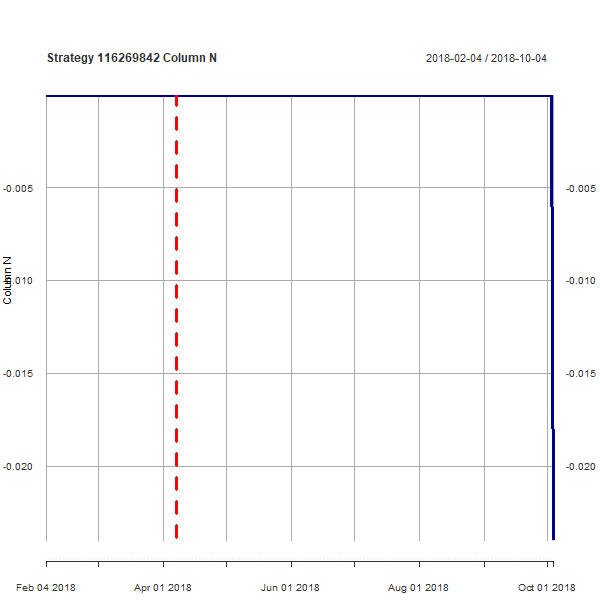 Strategy 116269842 Column N
2018-02-04 / 2018-10-04
-0.005
-0.005
Column N
-0.010
-0.010
-0.015
-0.015
-0.020
-0.020
Feb 04 2018
Apr 01 2018
Jun 01 2018
Aug 01 2018
Oct 01 2018